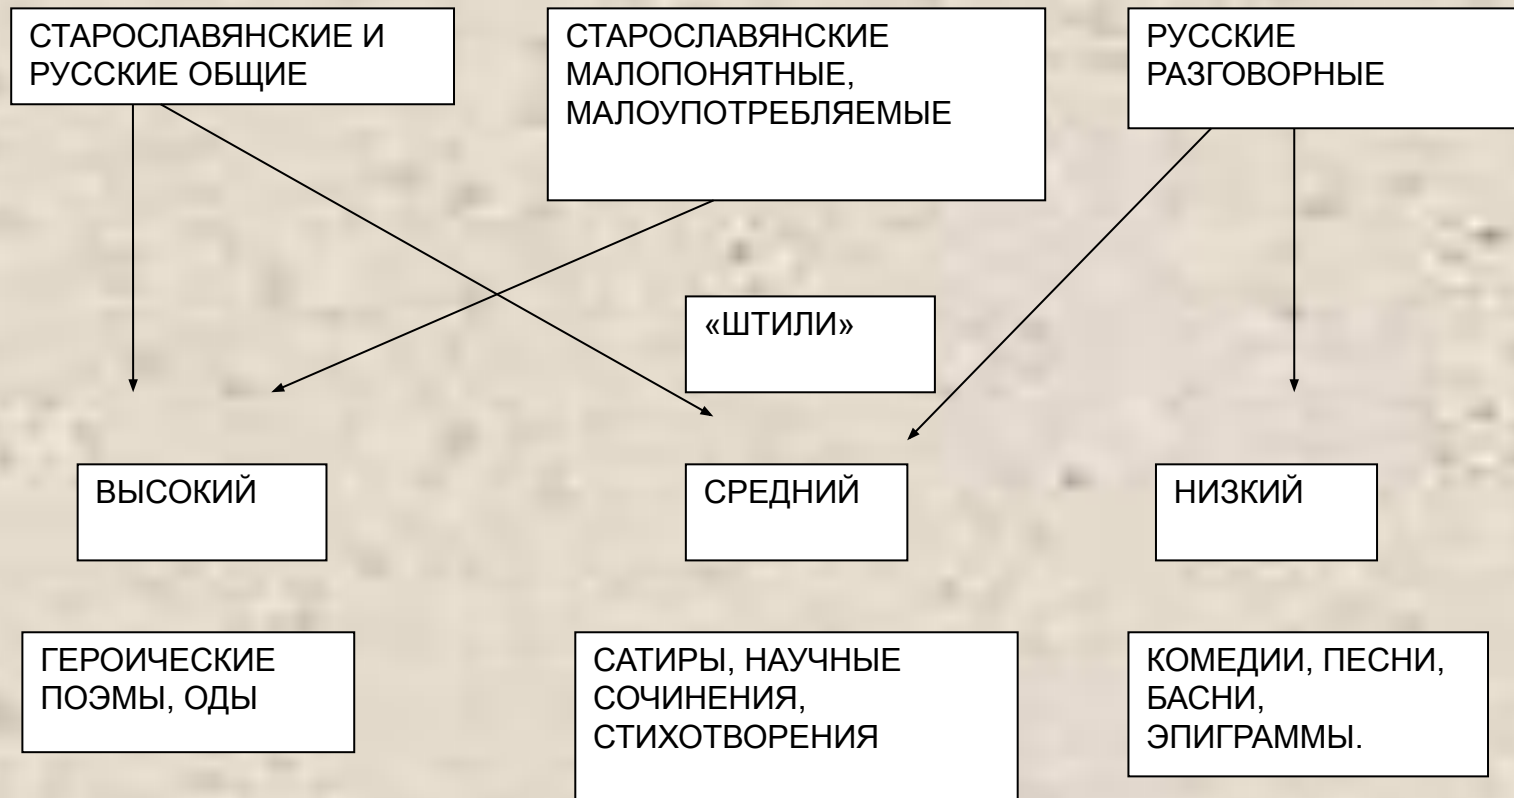 СТАРОСЛАВЯНСКИЕ И
РУССКИЕ ОБЩИЕ
СТАРОСЛАВЯНСКИЕ
МАЛОПОНЯТНЫЕ,
МАЛОУПОТРЕБЛЯЕМЫЕ
РУССКИЕ
РАЗГОВОРНЫЕ
«ШТИЛИ»
ВЫСОКИЙ
СРЕДНИЙ
НИЗКИЙ
ГЕРОИЧЕСКИЕ
ПОЭМЫ, ОДЫ
САТИРЫ, НАУЧНЫЕ
СОЧИНЕНИЯ,
СТИХОТВОРЕНИЯ
КОМЕДИИ, ПЕСНИ,
БАСНИ,
ЭПИГРАММЫ.